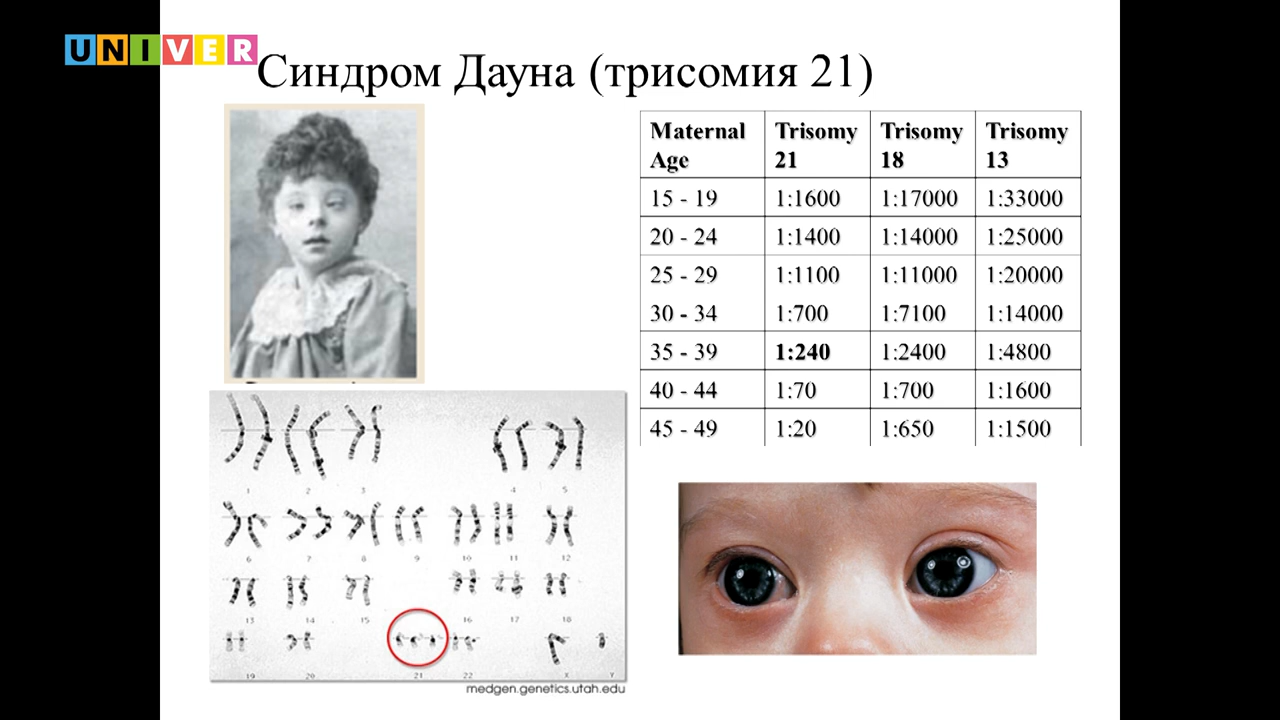 UNIVER
Синдром Дауна (трисомия 21)
Maternal Age Trisomy 21 Trisomy 18 Trisomy 13
15 - 19 1:1600 1:17000 1:33000
20 - 24 1:1400 1:14000 1:25000
25 - 29 1:1100 1:11000 1:20000
30 - 34 1:700 1:7100 1:14000
35 - 39 1:240 1:2400 1:4800
40 - 44 1:70 1:700 1:1600
45 - 49 1:20 1:650 1:1500
1 2 3 4 5
6 7 8 9 10 11 12
13 14 15 16 17 18
19 20 21 22 X Y
medgen.genetics.utah.edu